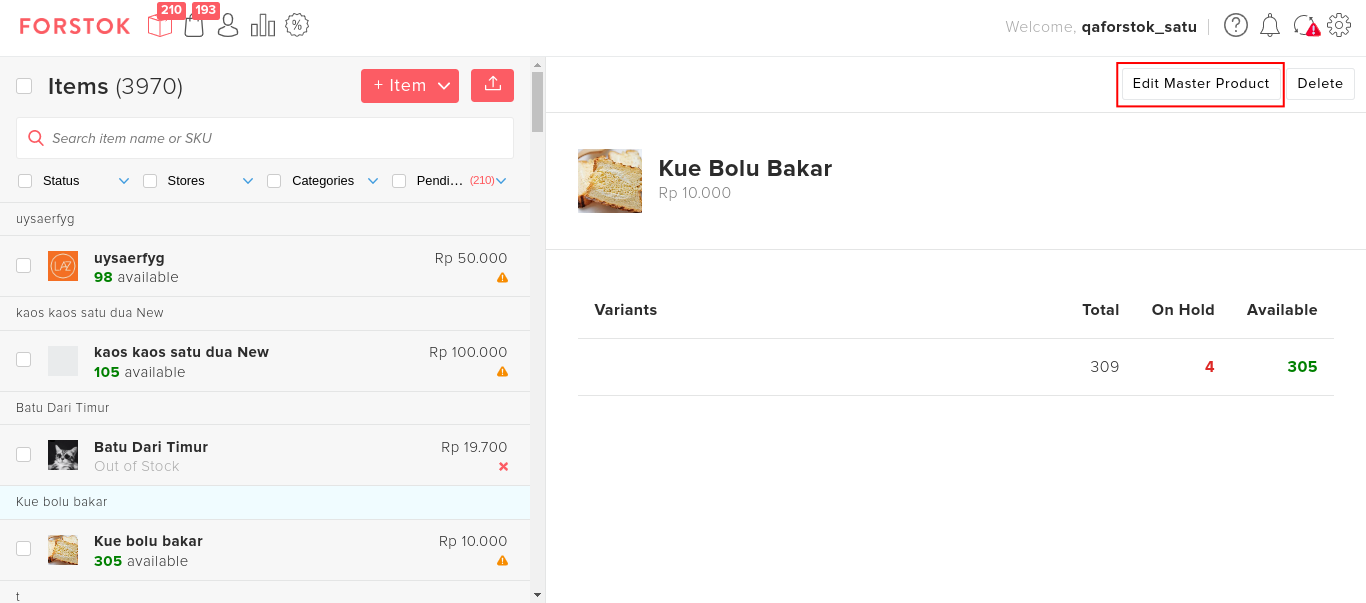 FORSTOK 210 193 % Welcome, qaforstok_satu
Items (3970) + Item
Search item name or SKU
Status Stores Categories Pendi... (210)
uysaerfyg
LAZ
uysaerfyg Rp 50.000
98 available
kaos kaos satu dua New
kaos kaos satu dua New Rp 100.000
105 available
Batu Dari Timur
Batu Dari Timur Rp 19.700
Out of Stock
Kue bolu bakar
Kue bolu bakar Rp 10.000
305 available
t
Edit Master Product Delete
Kue Bolu Bakar
Rp 10.000
Variants Total On Hold Available
309 4 305